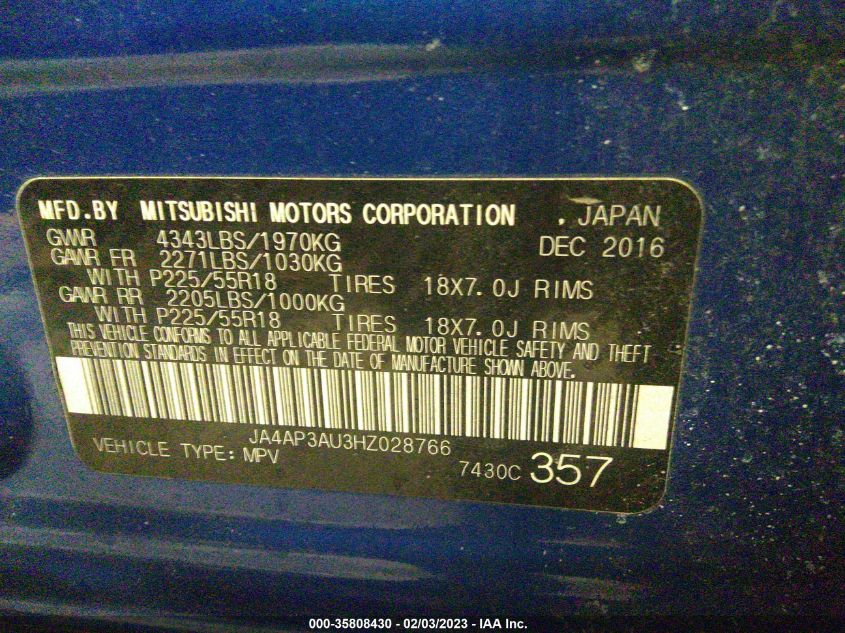 MFD.BY MITSUBISHI MOTORS CORPORATION . JAPAN
GVWR 4343LBS/1970KG DEC 2016
GAWR FR 2271LBS/1030KG
WITH P225/55R18 TIRES 18X7.0J RIMS
GAWR RR 2205LBS/1000KG
WITH P225/55R18 TIRES 18X7.0J RIMS
THIS VEHICLE CONFORMS TO ALL APPLICABLE FEDERAL MOTOR VEHICLE SAFETY AND THEFT
PREVENTION STANDARDS IN EFFECT ON THE DATE OF MANUFACTURE SHOWN ABOVE.
JA4AP3AU3HZ028766
VEHICLE TYPE: MPV 7430C 357
000-35808430 - 02/03/2023 - IAA Inc.